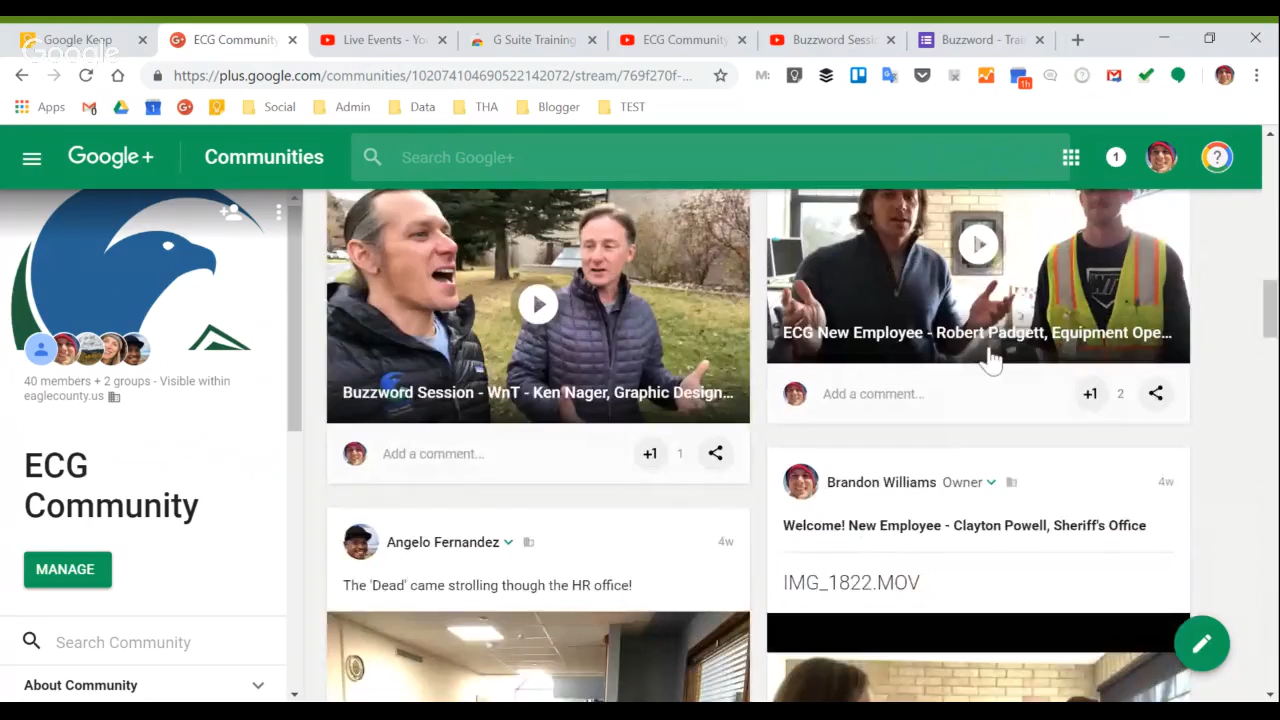 Google Keep
ECG Community
Live Events - Yo
G Suite Training
ECG Community
Buzzword Sessi
Buzzword - Trai
Google
https://plus.google.com/communities/102074104690522142072/stream/769f270f-...
M:
1h
Apps
Social
Admin
Data
THA
Blogger
TEST
Google+
Communities
Search Google+
1
?
40 members + 2 groups - Visible within
eaglecounty.us
ECG
Community
MANAGE
Search Community
About Community
Buzzword Session - WnT - Ken Nager, Graphic Design...
Add a comment...
+1
1
Angelo Fernandez
4w
The 'Dead' came strolling though the HR office!
ECG New Employee - Robert Padgett, Equipment Ope...
Add a comment...
+1
2
Brandon Williams Owner
4w
Welcome! New Employee - Clayton Powell, Sheriff's Office
IMG_1822.MOV